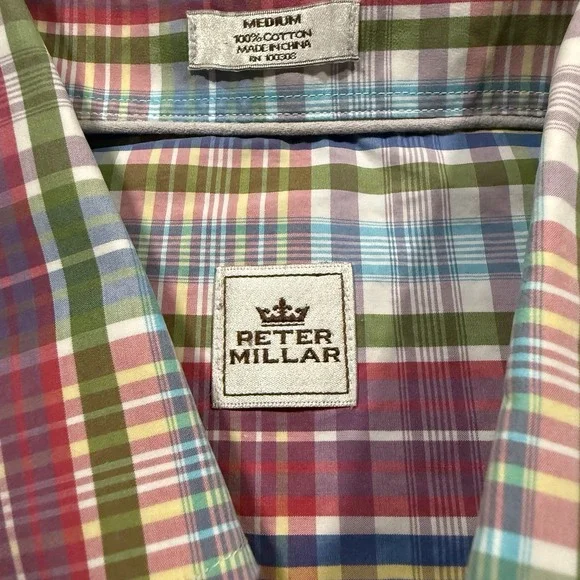 MEDIUM
100% COTTON
MADE IN CHINA
RN 100308
PETER
MILLAR